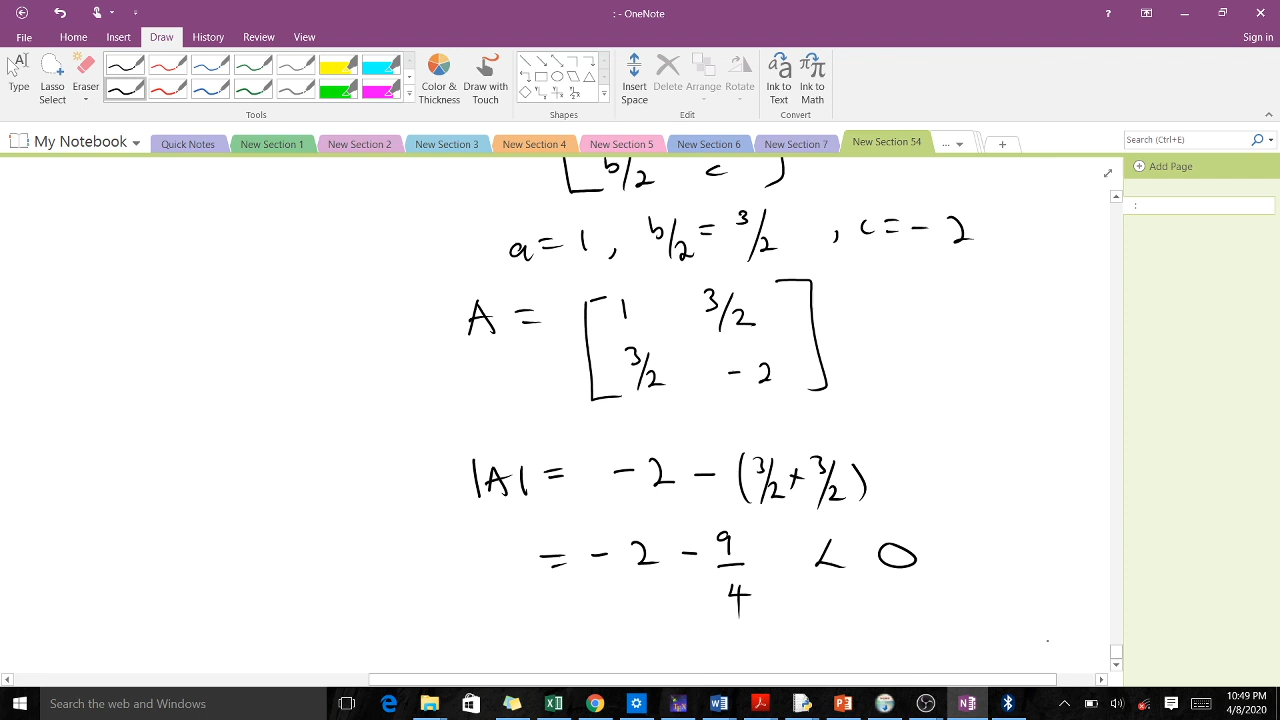 : - OneNote
File Home Insert Draw History Review View Sign in
Type Lasso Select Eraser Color & Thickness Draw with Touch Insert Space Delete Arrange Rotate Ink to Text Ink to Math
Tools Shapes Edit Convert
My Notebook Quick Notes New Section 1 New Section 2 New Section 3 New Section 4 New Section 5 New Section 6 New Section 7 New Section 54 ... + Search (Ctrl+E)
Add Page
:
[ b/2 c ]
a = 1 , b/2 = 3/2 , c = - 2
A = [ 1 3/2
3/2 - 2 ]
|A| = - 2 - (3/2 + 3/2)
= - 2 - 9/4 < 0
Search the web and Windows
10:49 PM
4/8/2020